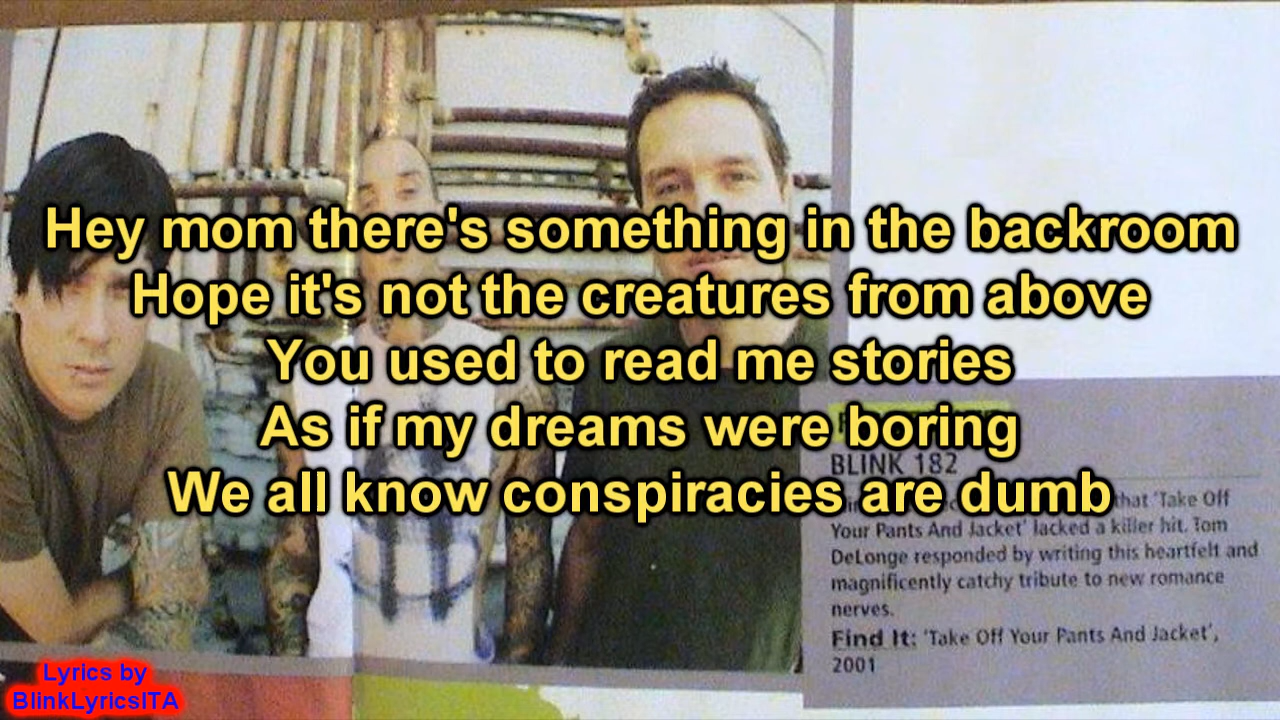 Hey mom there's something in the backroom
Hope it's not the creatures from above
You used to read me stories
As if my dreams were boring
We all know conspiracies are dumb
BLINK 182
that 'Take Off
Your Pants And Jacket' lacked a killer hit. Tom
DeLonge responded by writing this heartfelt and
magnificently catchy tribute to new romance
nerves.
Find It: 'Take Off Your Pants And Jacket',
2001
Lyrics by
BlinkLyricsITA